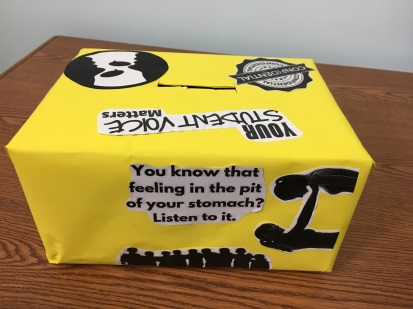 CONFIDENTIAL
YOUR
STUDENT VOICE
Matters
You know that
feeling in the pit
of your stomach?
Listen to it.